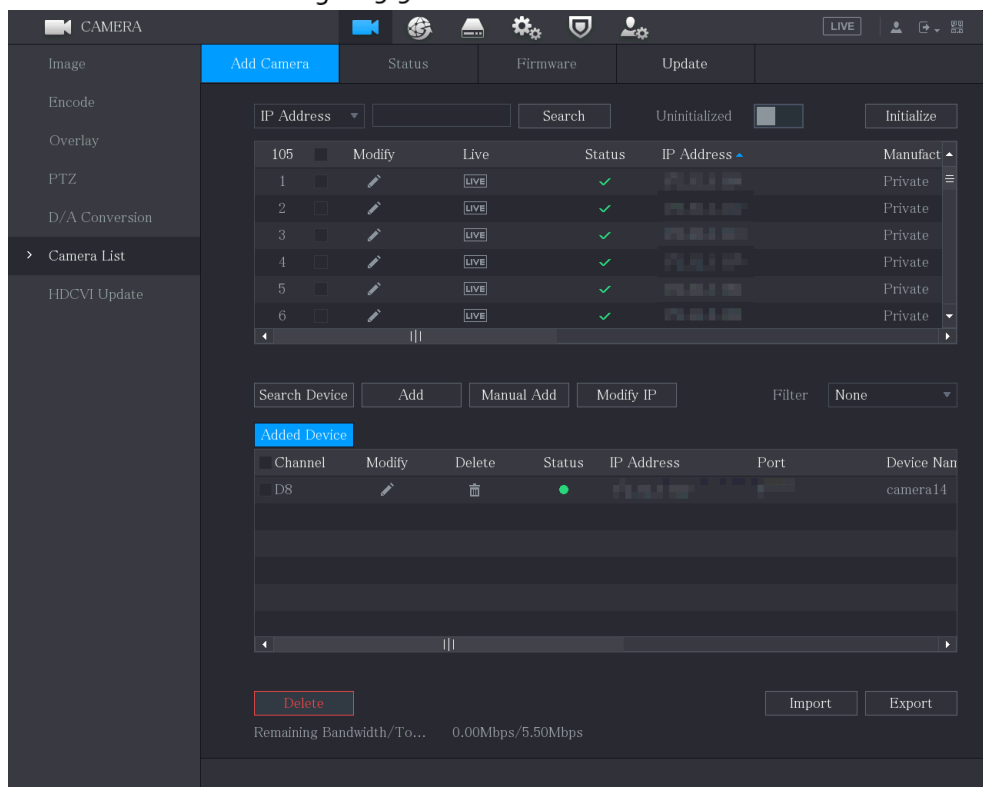 CAMERA LIVE
Image
Encode
Overlay
PTZ
D/A Conversion
Camera List
HDCVI Update
Add Camera Status Firmware Update
IP Address Search Uninitialized Initialize
105 Modify Live Status IP Address Manufact
1 LIVE Private
2 LIVE Private
3 LIVE Private
4 LIVE Private
5 LIVE Private
6 LIVE Private
Search Device Add Manual Add Modify IP Filter None
Added Device
Channel Modify Delete Status IP Address Port Device Nam
D8 camera14
Delete Import Export
Remaining Bandwidth/To... 0.00Mbps/5.50Mbps